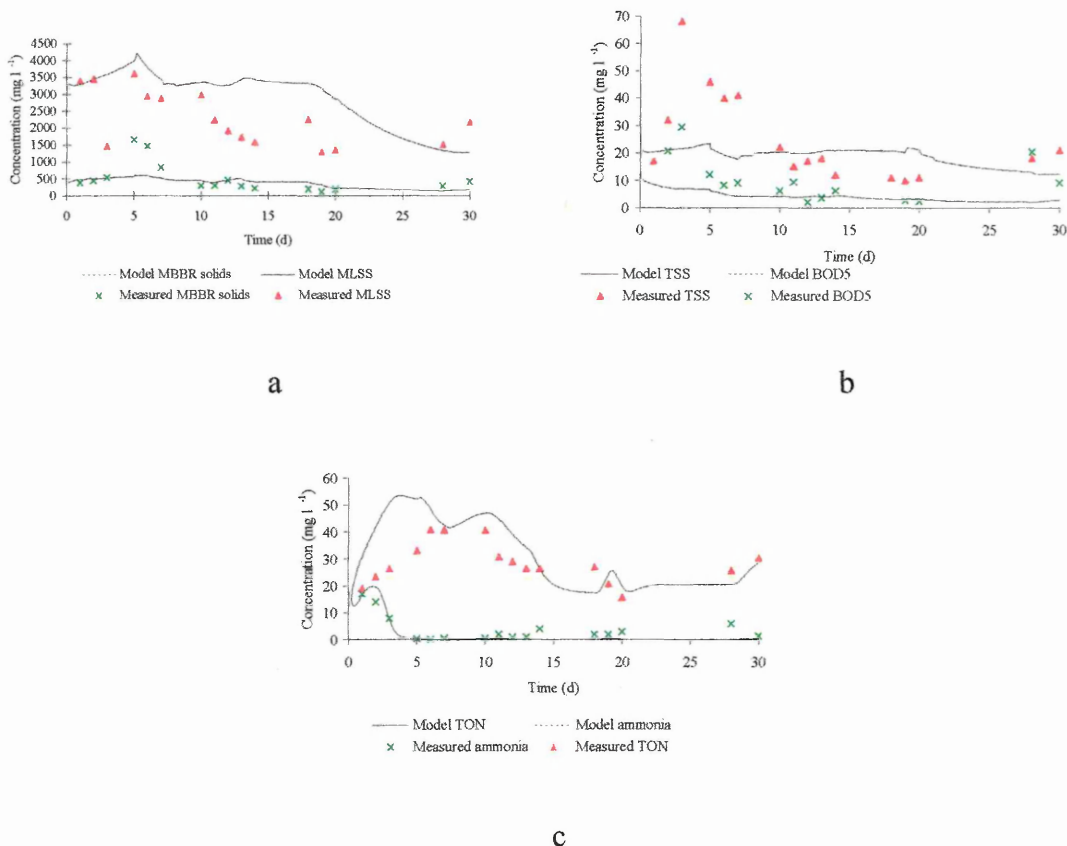 Concentration (mg l -1)
4500
4000
3500
3000
2500
2000
1500
1000
500
0
0 5 10 15 20 25 30
Time (d)
Model MBBR solids Model MLSS
Measured MBBR solids Measured MLSS
a
Concentration (mg l -1)
70
60
50
40
30
20
10
0
0 5 10 15 20 25 30
Time (d)
Model TSS Model BOD5
Measured TSS Measured BOD5
b
Concentration (mg l -1)
60
50
40
30
20
10
0
0 5 10 15 20 25 30
Time (d)
Model TON Model ammonia
Measured ammonia Measured TON
c